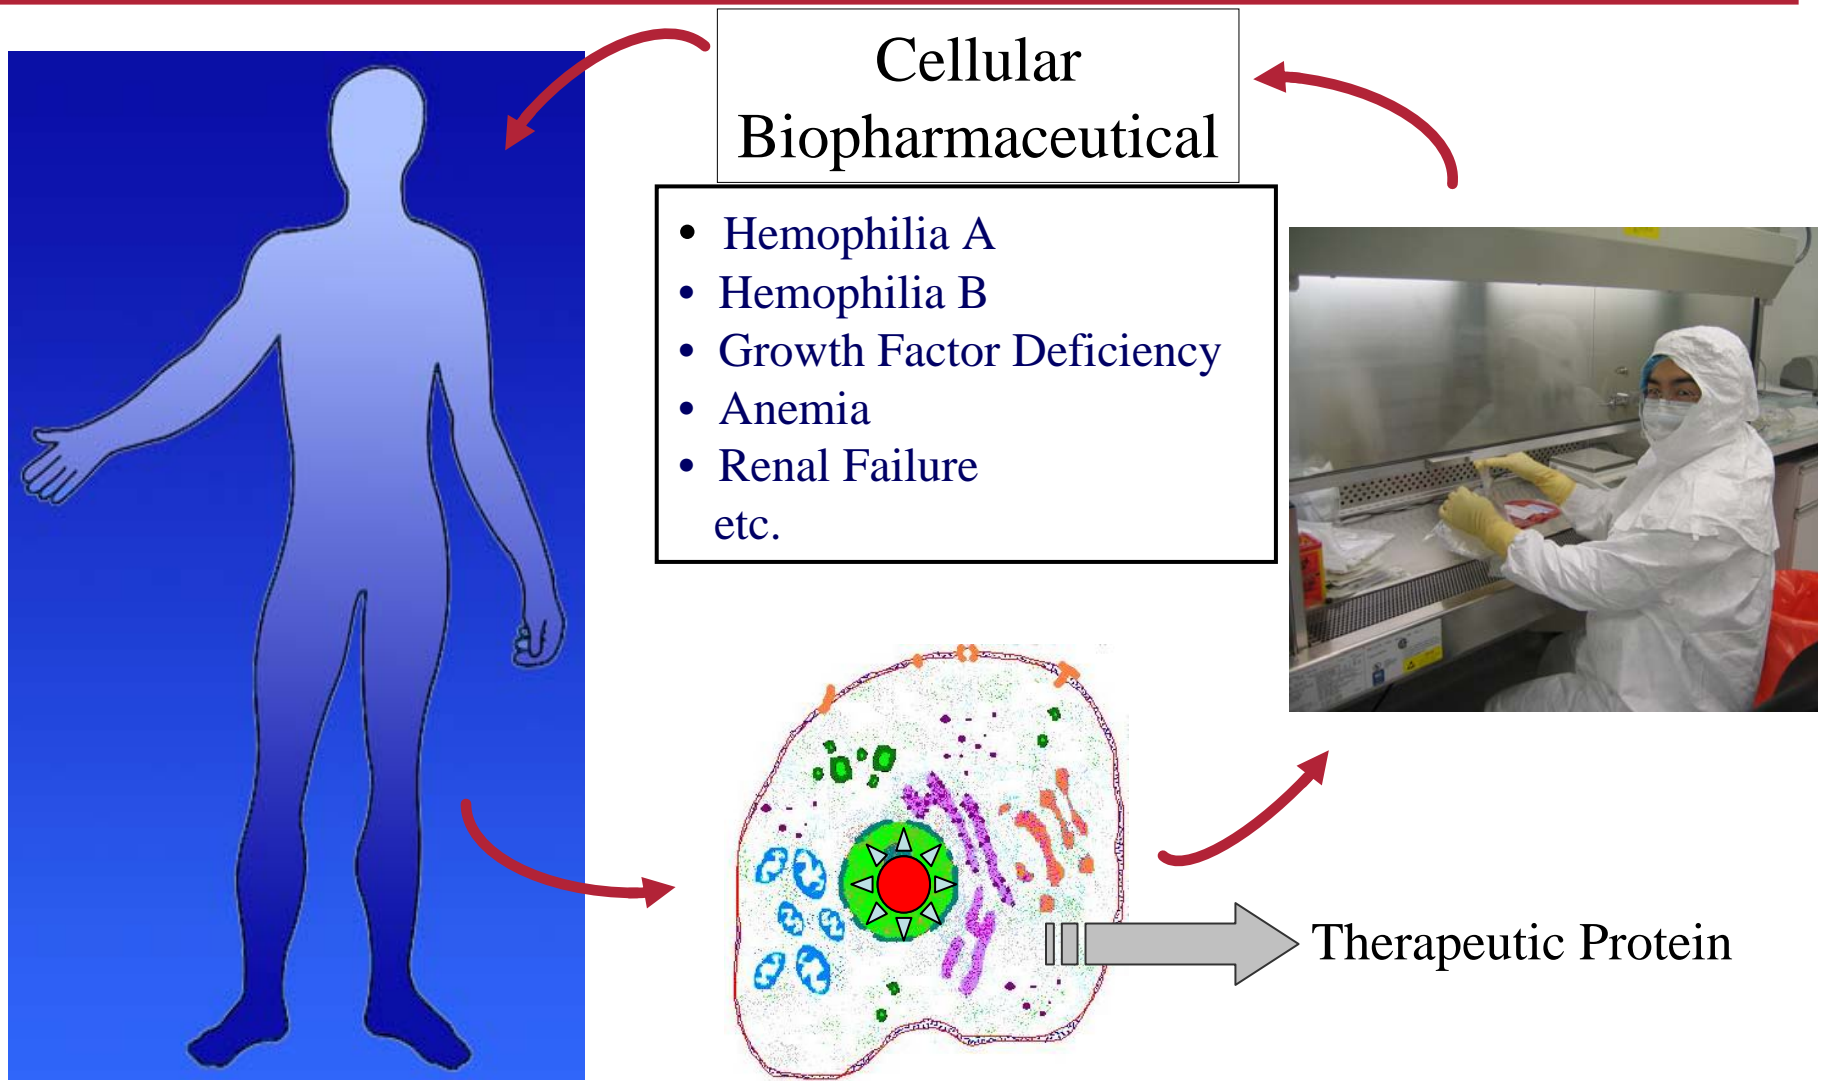 Cellular
Biopharmaceutical
• Hemophilia A
• Hemophilia B
• Growth Factor Deficiency
• Anemia
• Renal Failure
etc.
Therapeutic Protein